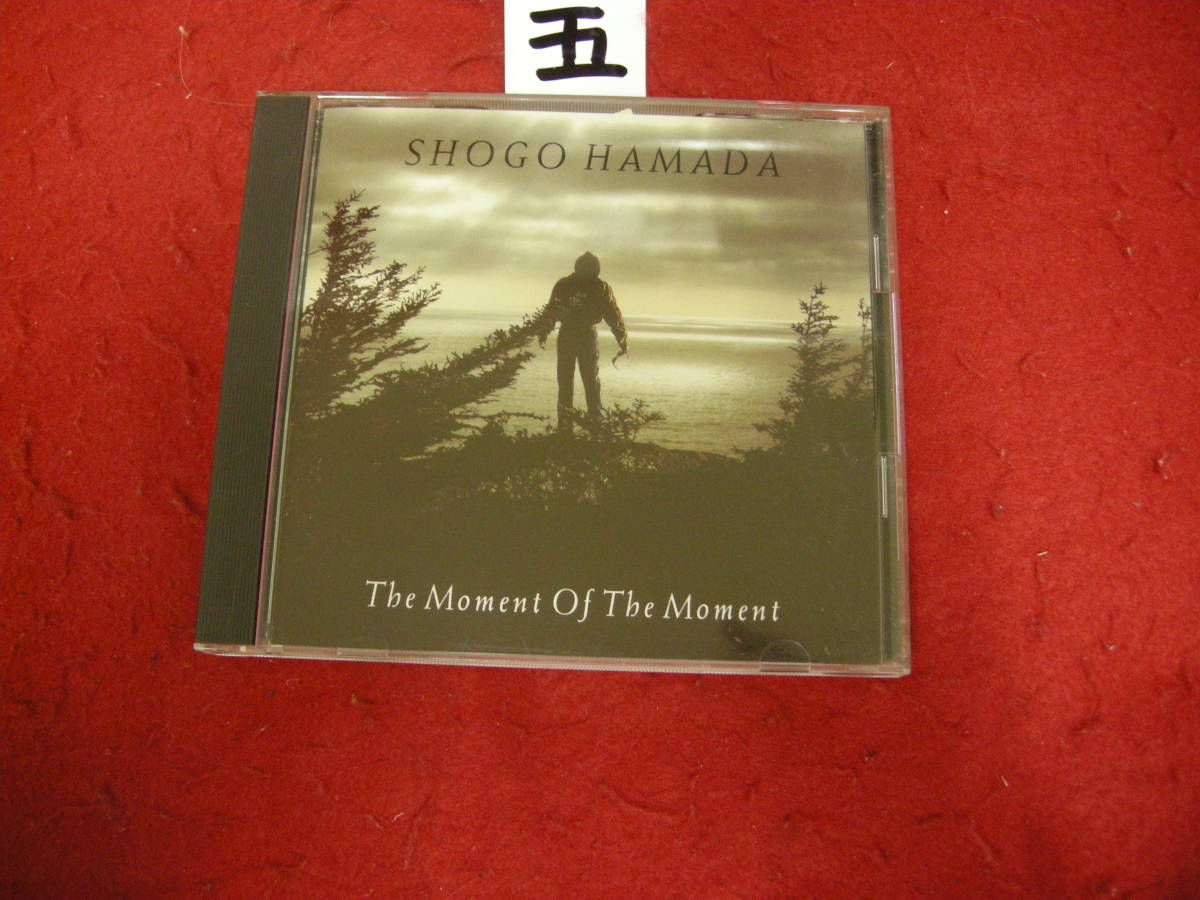 五
SHOGO HAMADA
The Moment Of The Moment